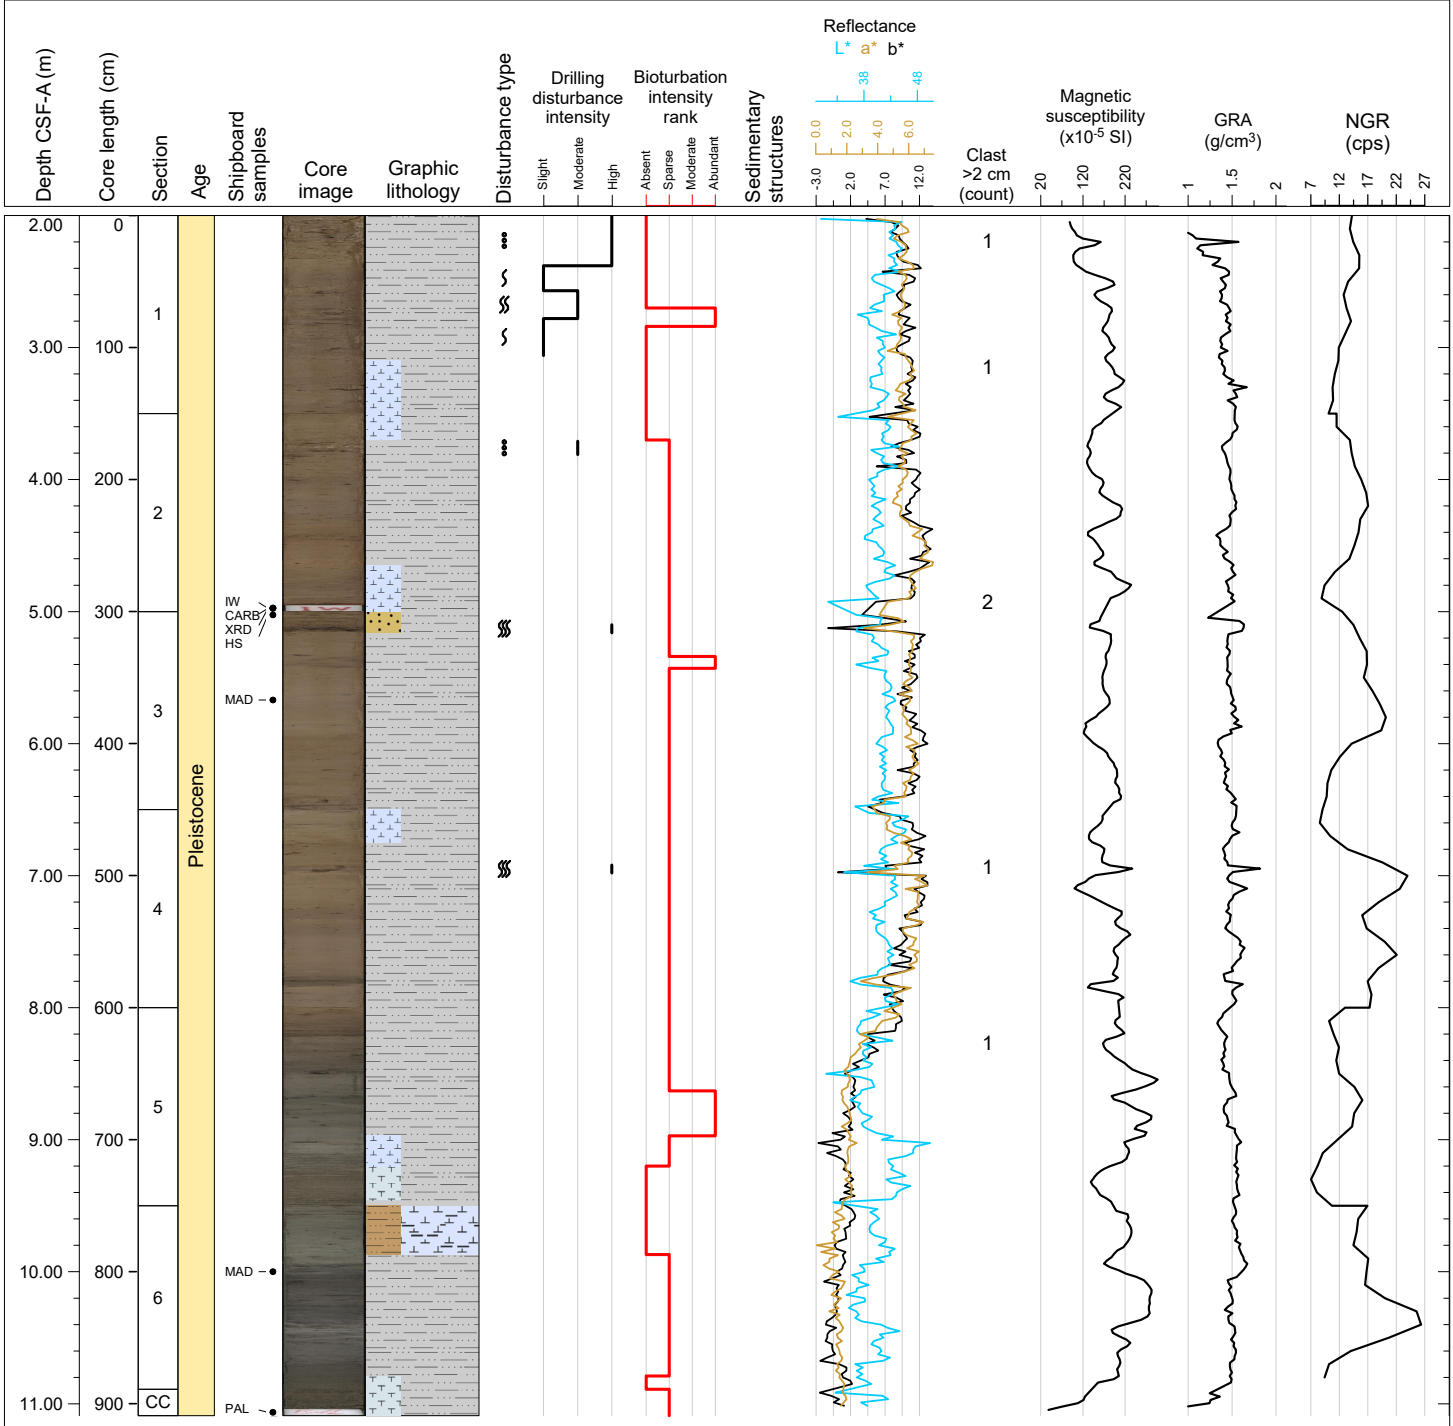 Depth CSF-A (m)
Core length (cm)
Section
Age
Shipboard samples
Core image
Graphic lithology
Disturbance type
Drilling disturbance intensity
Slight
Moderate
High
Bioturbation intensity rank
Absent
Sparse
Moderate
Abundant
Sedimentary structures
Reflectance
L* a* b*
38 48
0.0 2.0 4.0 6.0
-3.0 2.0 7.0 12.0
Clast >2 cm (count)
Magnetic susceptibility (x10-5 SI)
20 120 220
GRA (g/cm3)
1 1.5 2
NGR (cps)
7 12 17 22 27
2.00 0
1
1
3.00 100
1
4.00 200
2
IW
CARB
XRD
HS
IW
2
5.00 300
MAD
3
6.00 400
Pleistocene
7.00 500
1
4
8.00 600
1
5
9.00 700
10.00 800
MAD
6
CC
11.00 900
PAL